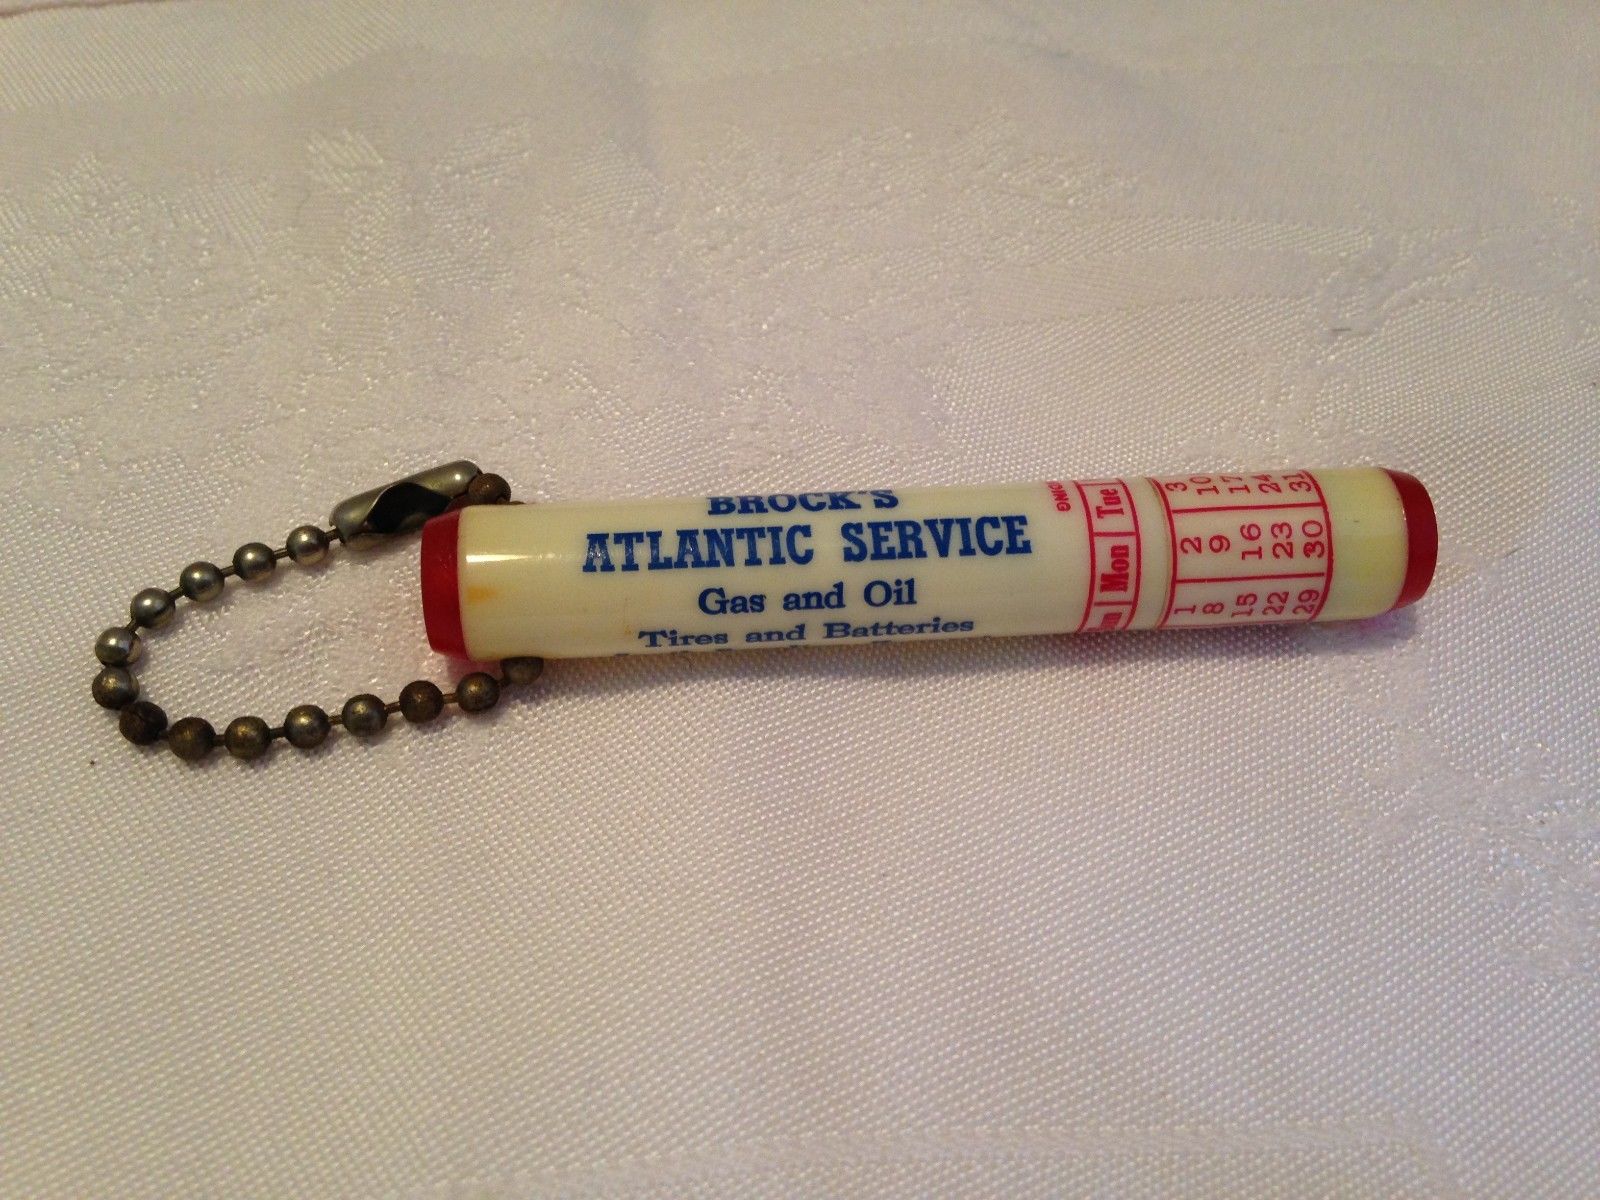 BROCK'S
ATLANTIC SERVICE
Gas and Oil
Tires and Batteries
Mon Tue
1 2 3
8 9 10
15 16 17
22 23 24
29 30 31